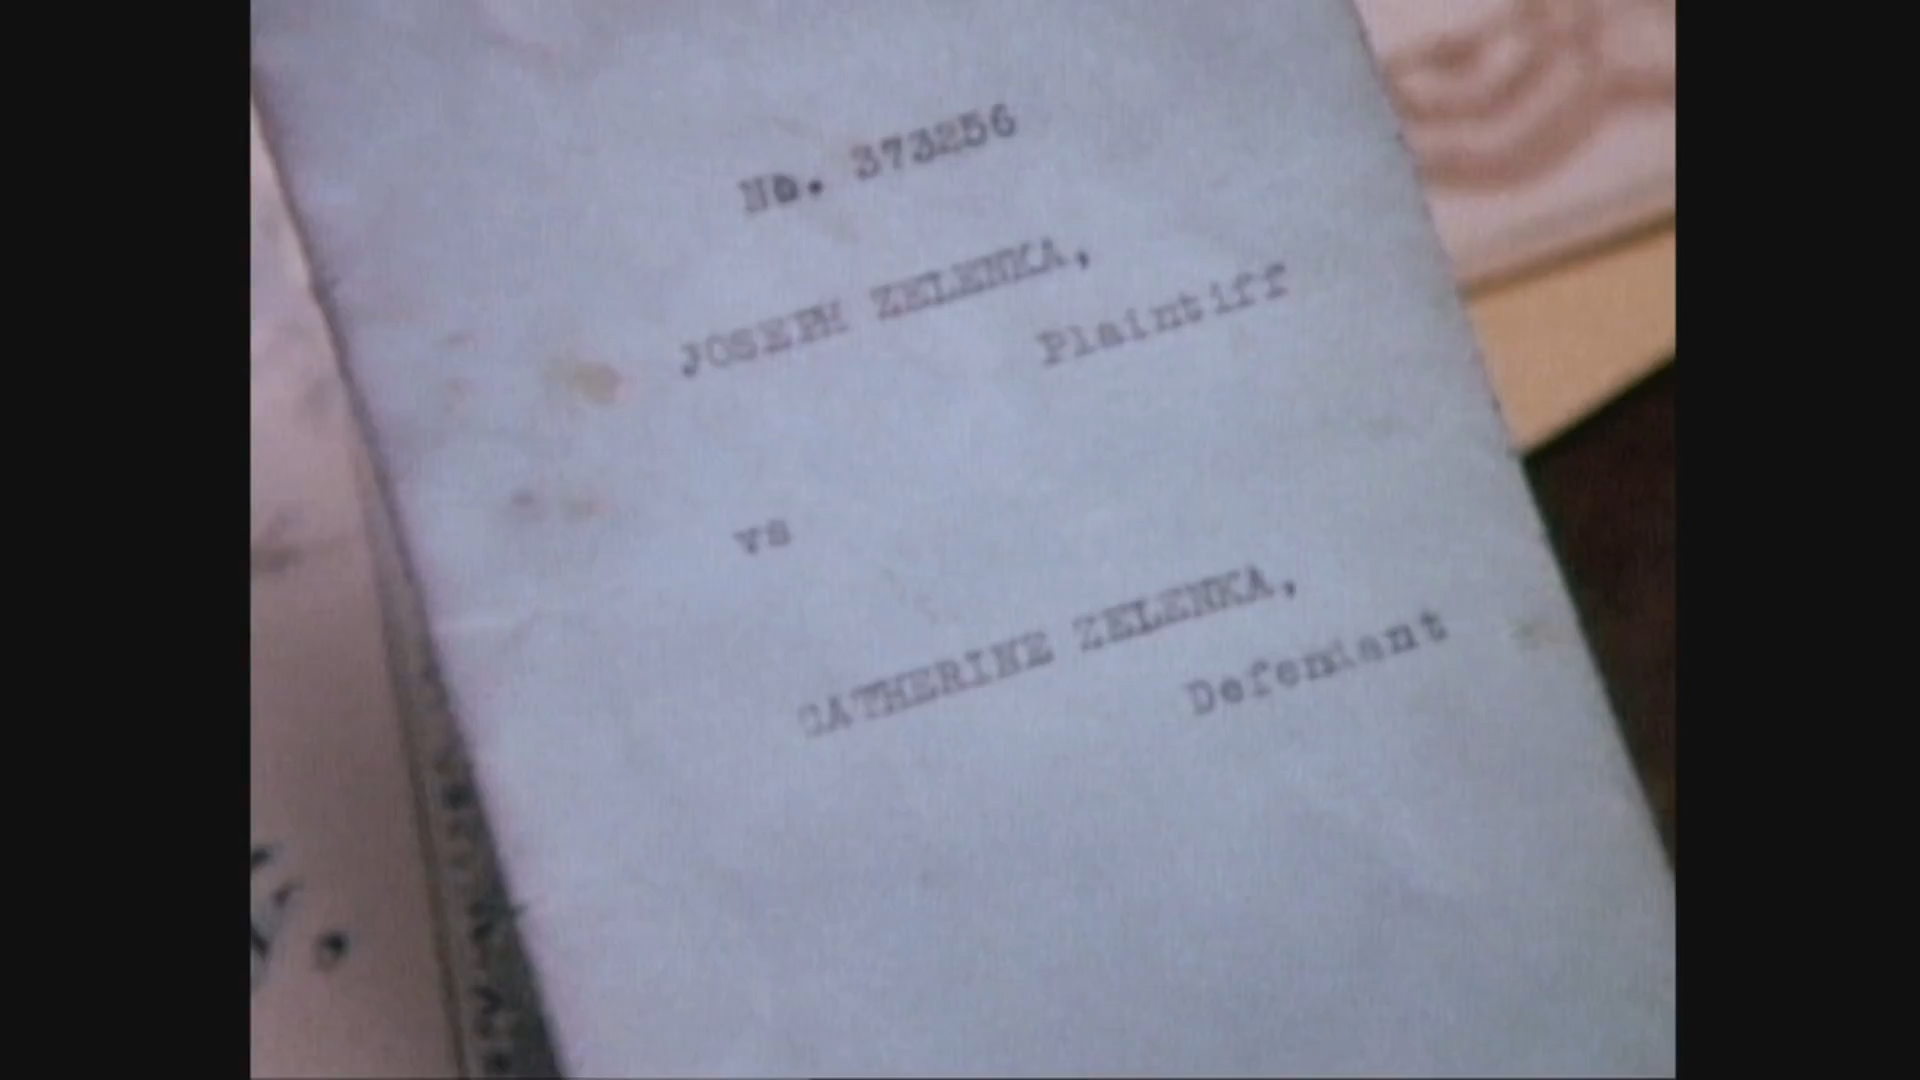 No. 373256
JOSEPH ZELENKA,
Plaintiff
vs
CATHERINE ZELENKA,
Defendant